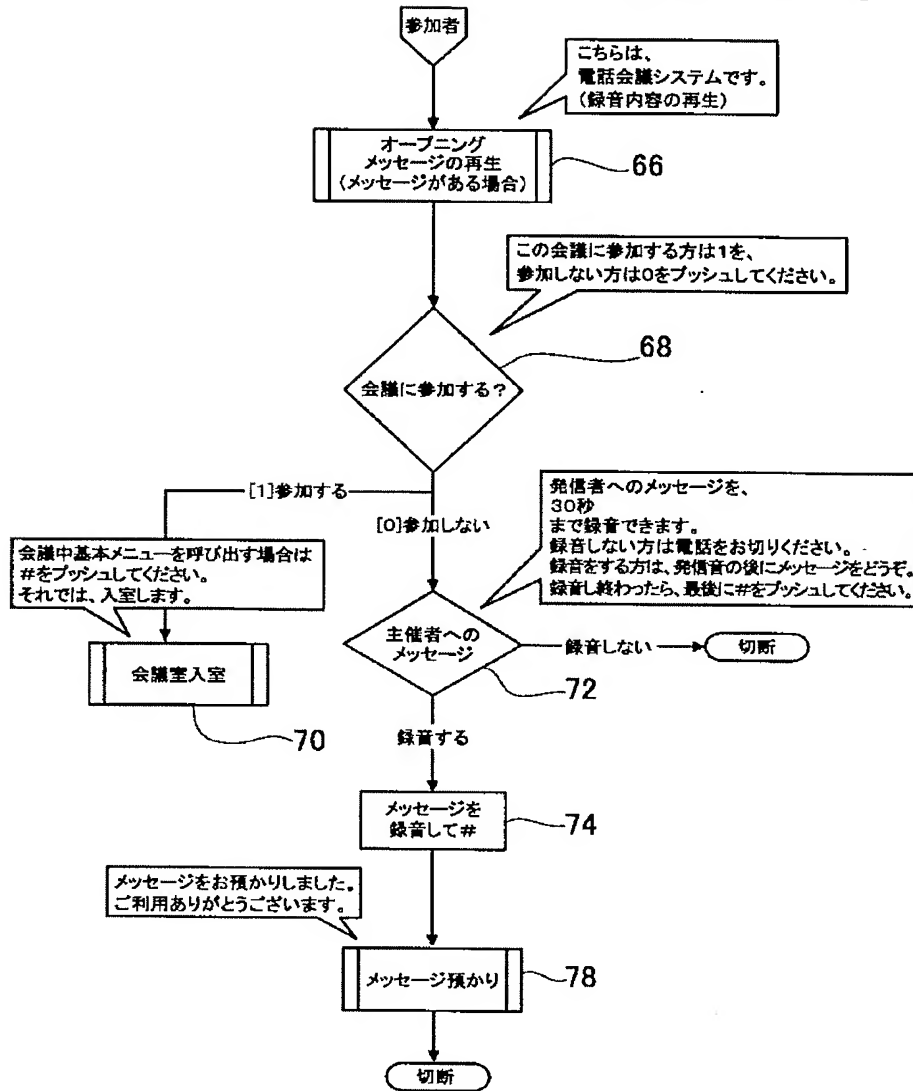 参加者
こちらは、
電話会議システムです。
(録音内容の再生)
オープニング
メッセージの再生
(メッセージがある場合)
66
この会議に参加する方は1を、
参加しない方は0をプッシュしてください。
68
会議に参加する?
[1]参加する
[0]参加しない
発信者へのメッセージを、
30秒
まで録音できます。
録音しない方は電話をお切りください。
録音をする方は、発信音の後にメッセージをどうぞ。
録音し終わったら、最後に#をプッシュしてください。
会議中基本メニューを呼び出す場合は
#をプッシュしてください。
それでは、入室します。
会議室入室
70
主催者への
メッセージ
72
録音しない
切断
録音する
メッセージを
録音して#
74
メッセージをお預かりしました。
ご利用ありがとうございます。
メッセージ預かり
78
切断